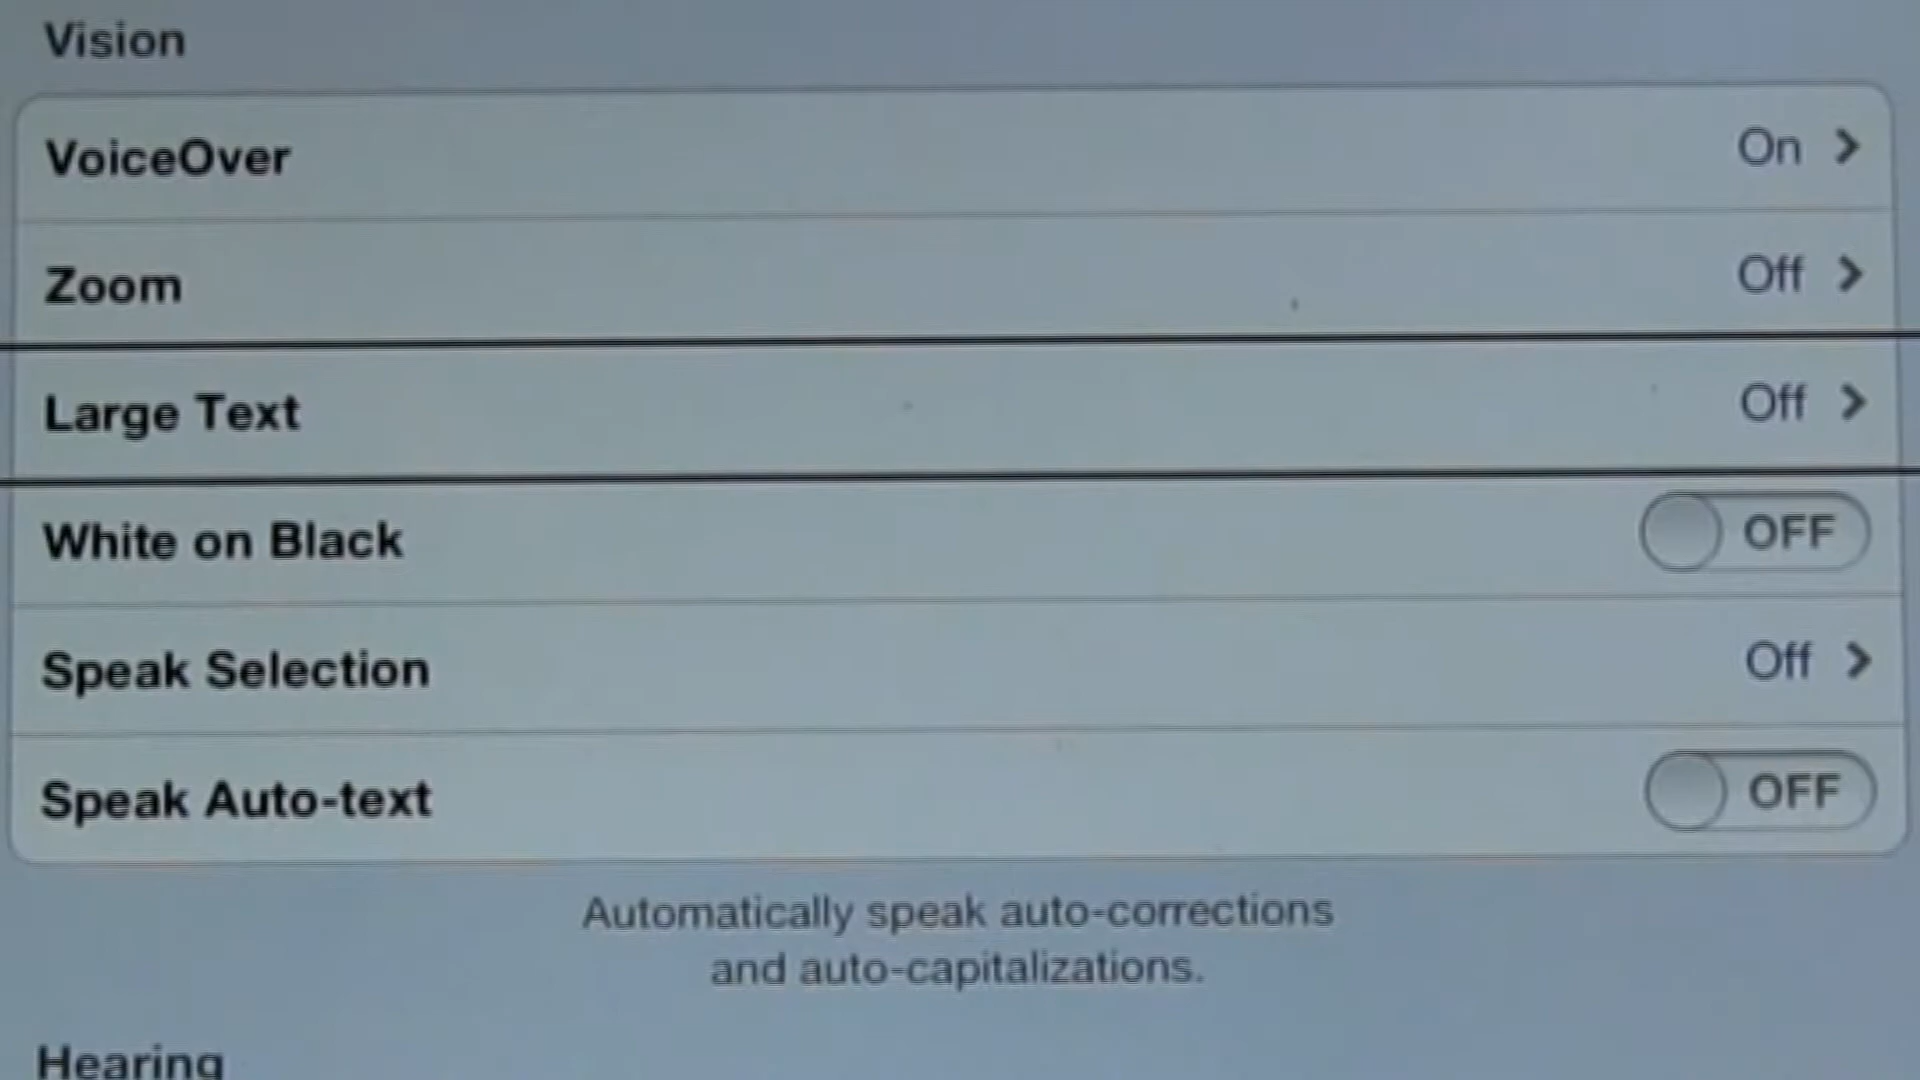 Vision
VoiceOver On
Zoom Off
Large Text Off
White on Black OFF
Speak Selection Off
Speak Auto-text OFF
Automatically speak auto-corrections
and auto-capitalizations.
Hearing